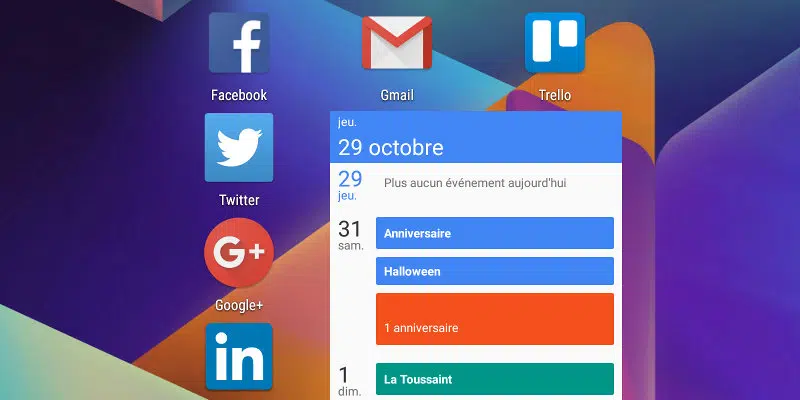 Facebook
Gmail
Trello
Twitter
G+
Google+
in
jeu.
29 octobre
29
jeu.
Plus aucun événement aujourd'hui
31
sam.
Anniversaire
Halloween
1 anniversaire
1
dim.
La Toussaint